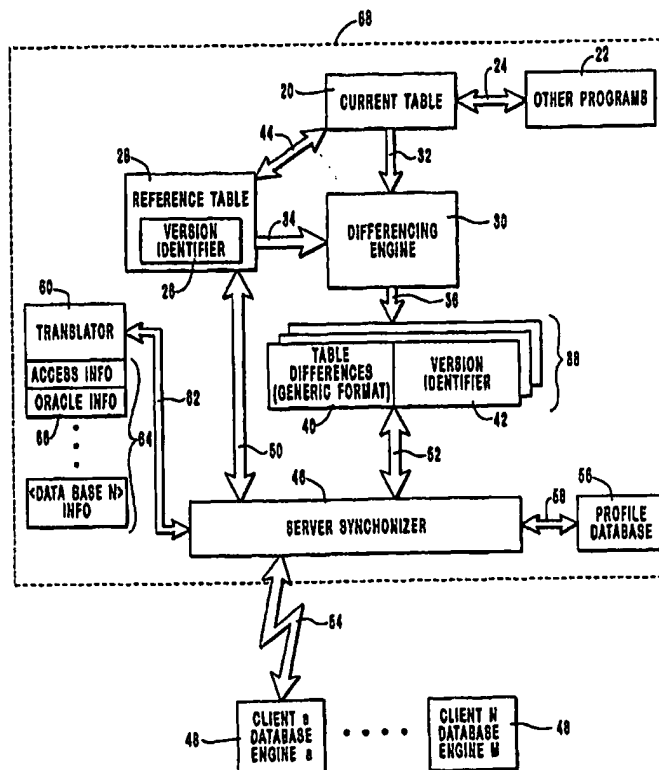 68
20
CURRENT TABLE
24
22
OTHER PROGRAMS
44
32
28
REFERENCE TABLE
VERSION
IDENTIFIER
26
34
30
DIFFERENCING
ENGINE
36
60
TRANSLATOR
ACCESS INFO
ORACLE INFO
66
<DATA BASE N>
INFO
64
62
50
TABLE
DIFFERENCES
(GENERIC FORMAT)
40
VERSION
IDENTIFIER
42
38
52
46
SERVER SYNCHONIZER
58
56
PROFILE
DATABASE
54
48
CLIENT a
DATABASE
ENGINE a
CLIENT N
DATABASE
ENGINE M
48